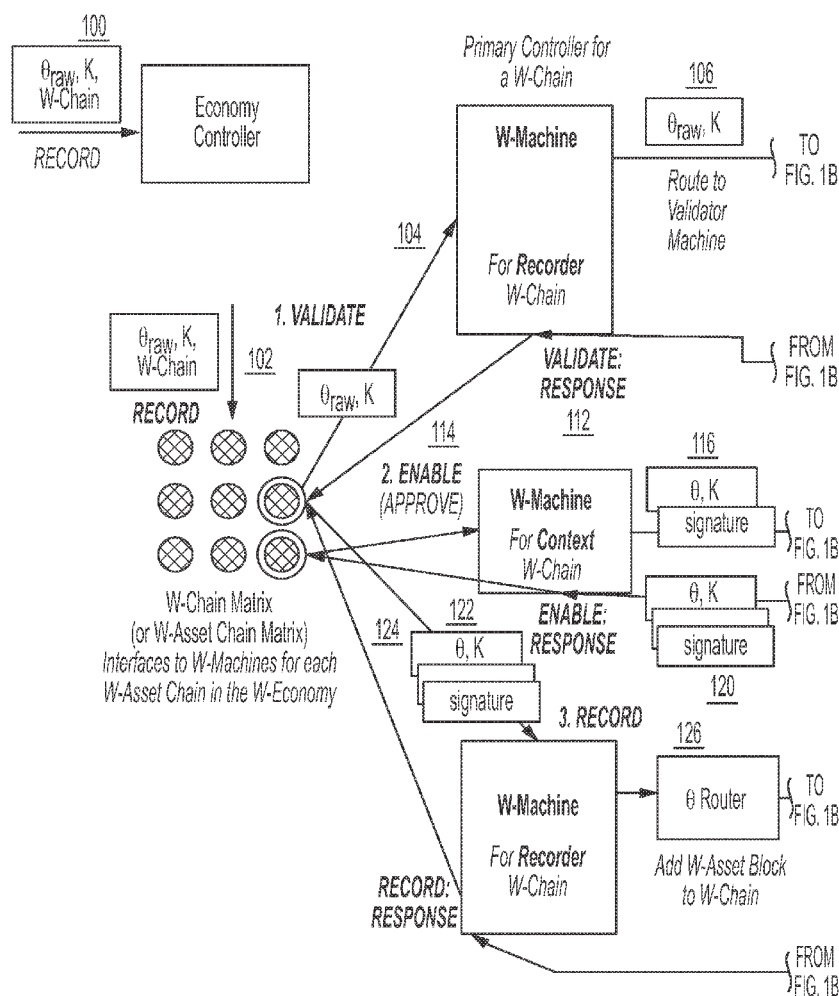 100
θraw, K,
W-Chain
RECORD
Economy
Controller
Primary Controller for
a W-Chain
W-Machine
For Recorder
W-Chain
106
θraw, K
Route to
Validator
Machine
TO
FIG. 1B
104
1. VALIDATE
θraw, K
θraw, K,
W-Chain
102
RECORD
FROM
FIG. 1B
VALIDATE:
RESPONSE
112
114
2. ENABLE
(APPROVE)
W-Machine
For Context
W-Chain
116
θ, K
signature
TO
FIG. 1B
FROM
FIG. 1B
θ, K
signature
120
ENABLE:
RESPONSE
W-Chain Matrix
(or W-Asset Chain Matrix)
Interfaces to W-Machines for each
W-Asset Chain in the W-Economy
124
122
θ, K
signature
3. RECORD
W-Machine
For Recorder
W-Chain
126
θ Router
TO
FIG. 1B
Add W-Asset Block
to W-Chain
RECORD:
RESPONSE
FROM
FIG. 1B